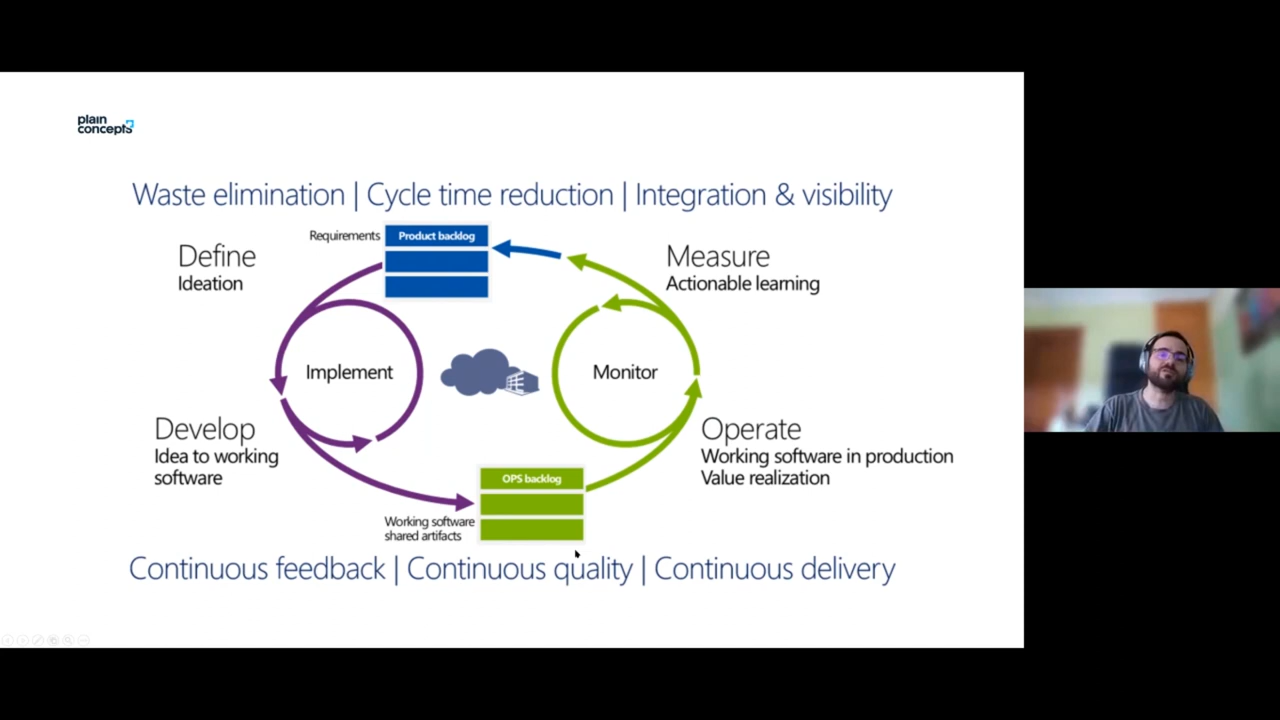 plain
concepts
Waste elimination | Cycle time reduction | Integration & visibility
Requirements
Product backlog
Define
Ideation
Measure
Actionable learning
Implement
Monitor
Develop
Idea to working
software
Operate
Working software in production
Value realization
OPS backlog
Working software
shared artifacts
Continuous feedback | Continuous quality | Continuous delivery